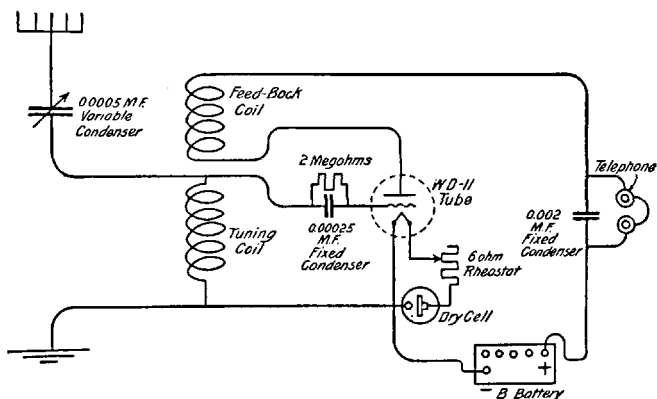 0.0005 M.F.
Variable
Condenser
Feed-Back
Coil
2 Megohms
WD-11
Tube
Telephone
0.00025
M.F.
Fixed
Condenser
0.002
M.F.
Fixed
Condenser
Tuning
Coil
6 ohm
Rheostat
Dry Cell
- +
B Battery